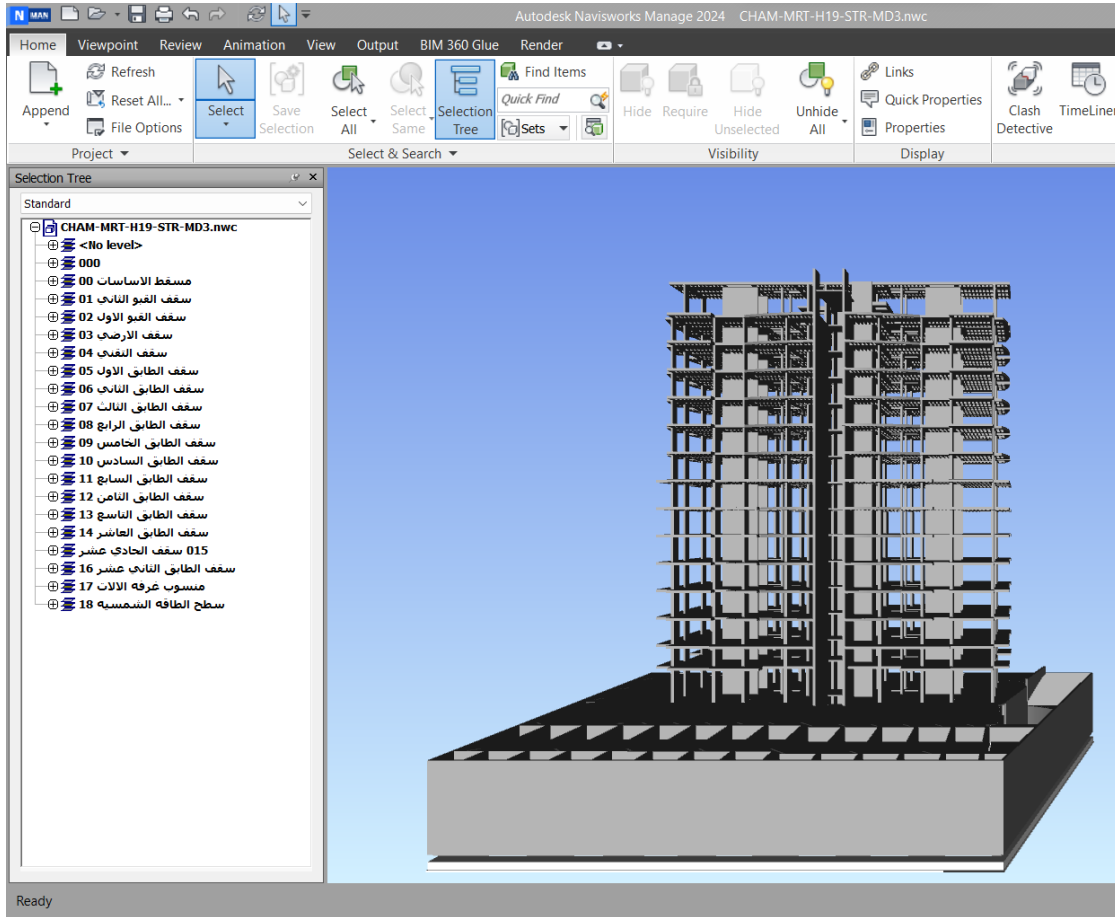 N MAN
Autodesk Navisworks Manage 2024 CHAM-MRT-H19-STR-MD3.nwc
Home Viewpoint Review Animation View Output BIM 360 Glue Render
Append
Refresh
Reset All...
File Options
Project
Select
Save Selection
Select All
Select Same
Selection Tree
Find Items
Quick Find
Sets
Select & Search
Hide
Require
Hide Unselected
Unhide All
Visibility
Links
Quick Properties
Properties
Display
Clash Detective
TimeLiner
Selection Tree
Standard
CHAM-MRT-H19-STR-MD3.nwc
<No level>
000
00 مسقط الاساسات
01 سقف القبو الثاني
02 سقف القبو الاول
03 سقف الارضي
04 سقف التقني
05 سقف الطابق الاول
06 سقف الطابق الثاني
07 سقف الطابق الثالث
08 سقف الطابق الرابع
09 سقف الطابق الخامس
10 سقف الطابق السادس
11 سقف الطابق السابع
12 سقف الطابق الثامن
13 سقف الطابق التاسع
14 سقف الطابق العاشر
015 سقف الحادي عشر
16 سقف الطابق الثاني عشر
17 منسوب غرفه الالات
18 سطح الطاقه الشمسيه
Ready